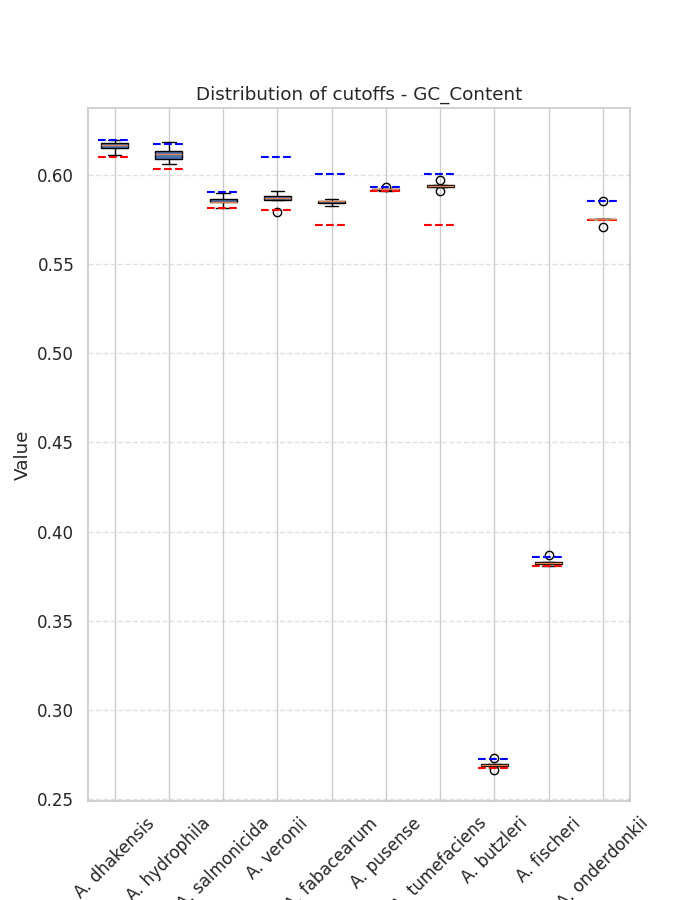 Distribution of cutoffs - GC_Content
Value
0.60
0.55
0.50
0.45
0.40
0.35
0.30
0.25
A. dhakensis
A. hydrophila
A. salmonicida
A. veronii
A. fabacearum
A. pusense
A. tumefaciens
A. butzleri
A. fischeri
A. onderdonkii